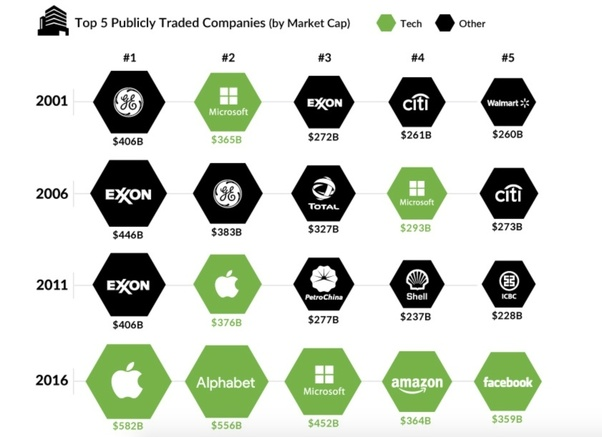 Top 5 Publicly Traded Companies (by Market Cap)
Tech
Other
#1 #2 #3 #4 #5
2001
GE
Microsoft
EXXON
citi
Walmart
$406B $365B $272B $261B $260B
2006
EXXON
GE
TOTAL
Microsoft
citi
$446B $383B $327B $293B $273B
2011
EXXON
PetroChina
Shell
ICBC
$406B $376B $277B $237B $228B
2016
Alphabet
Microsoft
amazon
facebook
$582B $556B $452B $364B $359B